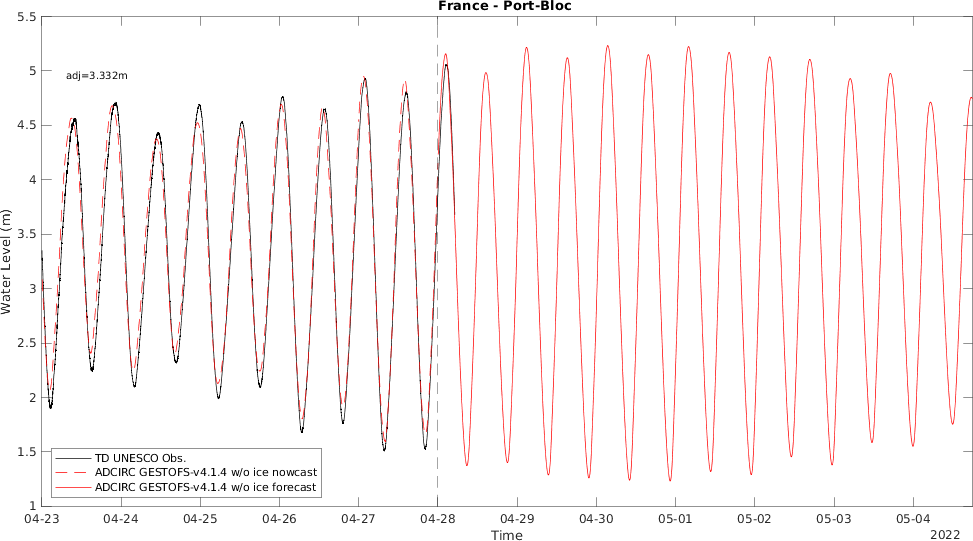 France - Port-Bloc
5.5
5
4.5
4
3.5
3
2.5
2
1.5
1
Water Level (m)
adj=3.332m
TD UNESCO Obs.
ADCIRC GESTOFS-v4.1.4 w/o ice nowcast
ADCIRC GESTOFS-v4.1.4 w/o ice forecast
04-23 04-24 04-25 04-26 04-27 04-28 04-29 04-30 05-01 05-02 05-03 05-04
Time
2022